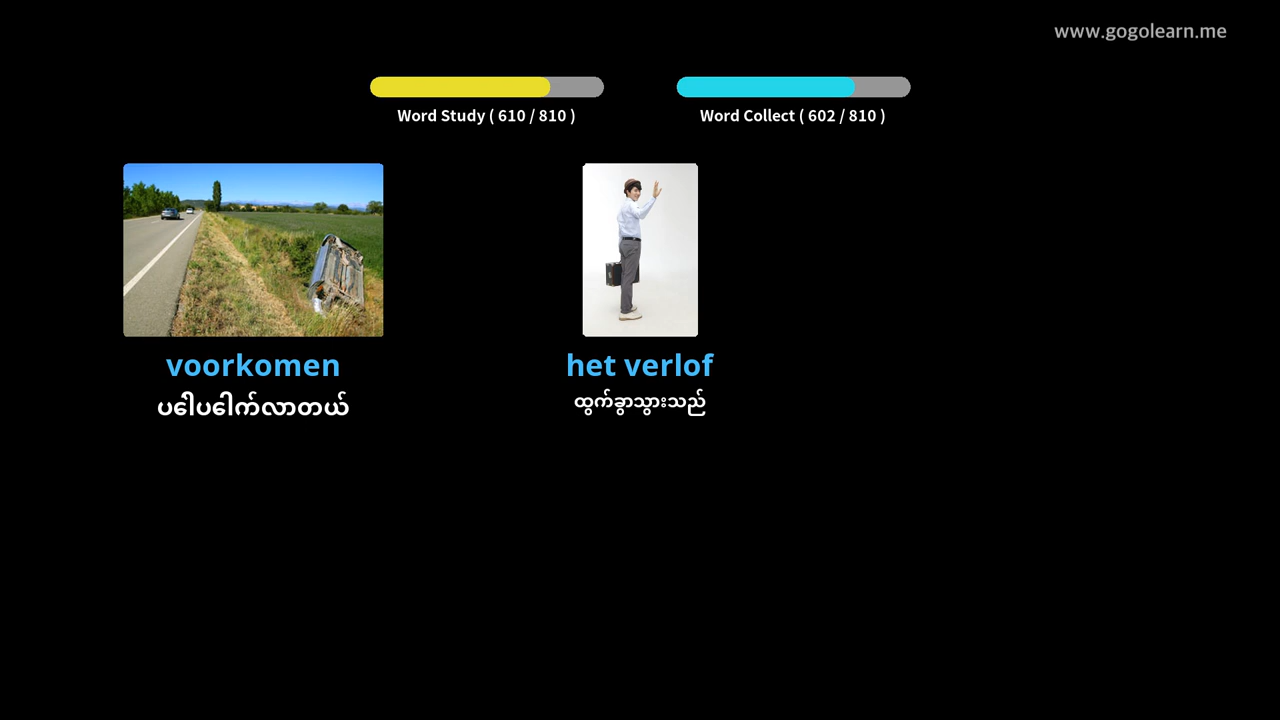 www.gogolearn.me
Word Study ( 610 / 810 )
Word Collect ( 602 / 810 )
voorkomen
het verlof
ပေါ်ပေါက်လာတယ်
ထွက်ခွာသွားသည်